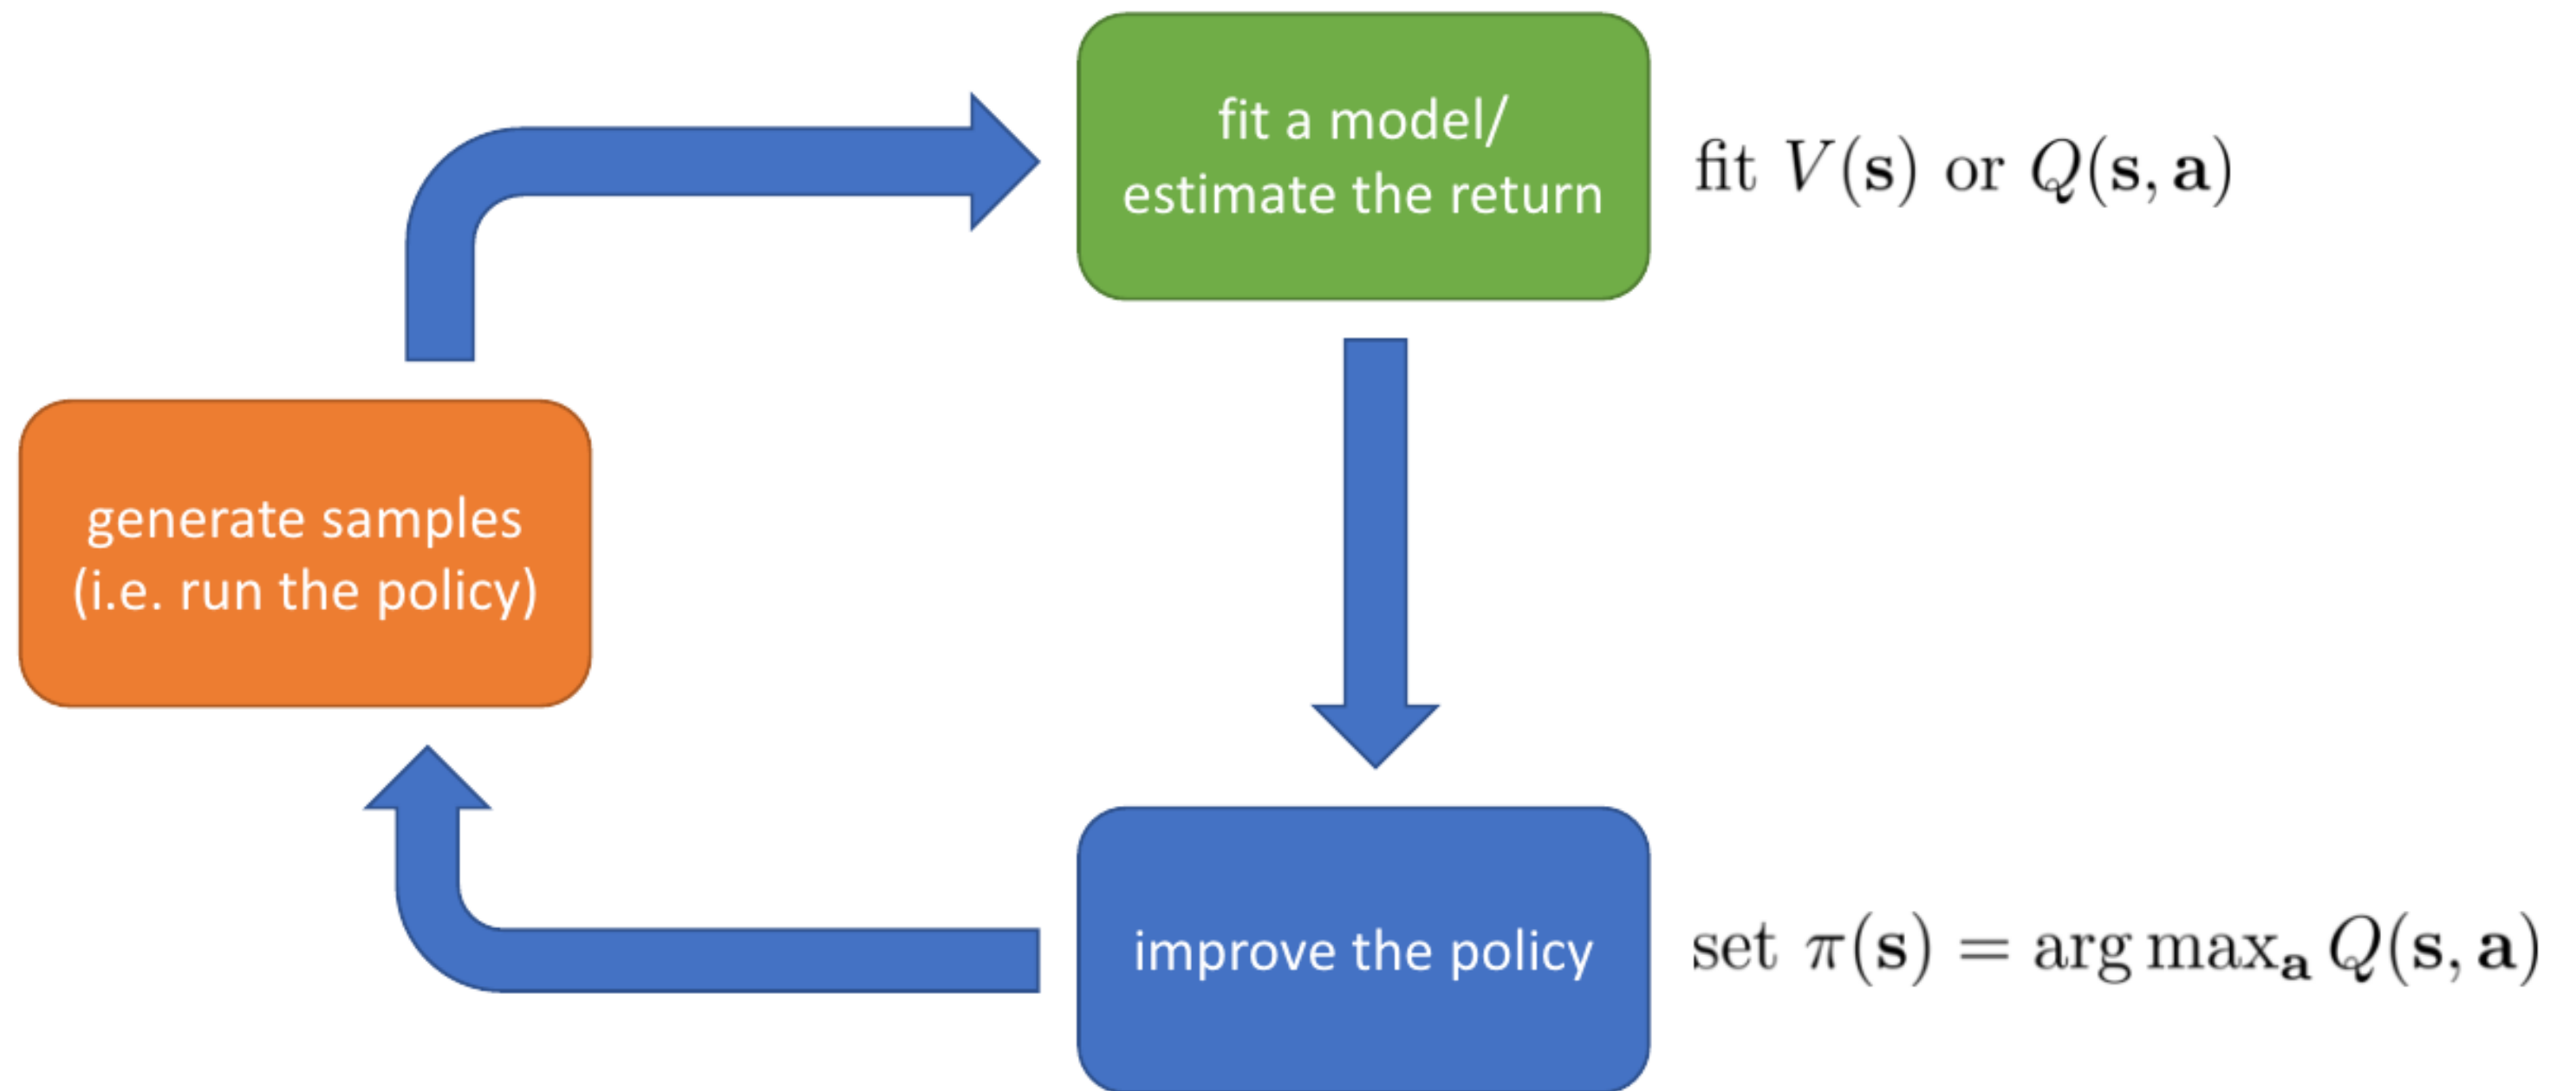 fit a model/
estimate the return
fit V(s) or Q(s, a)
generate samples
(i.e. run the policy)
improve the policy
set π(s) = arg maxₐ Q(s, a)